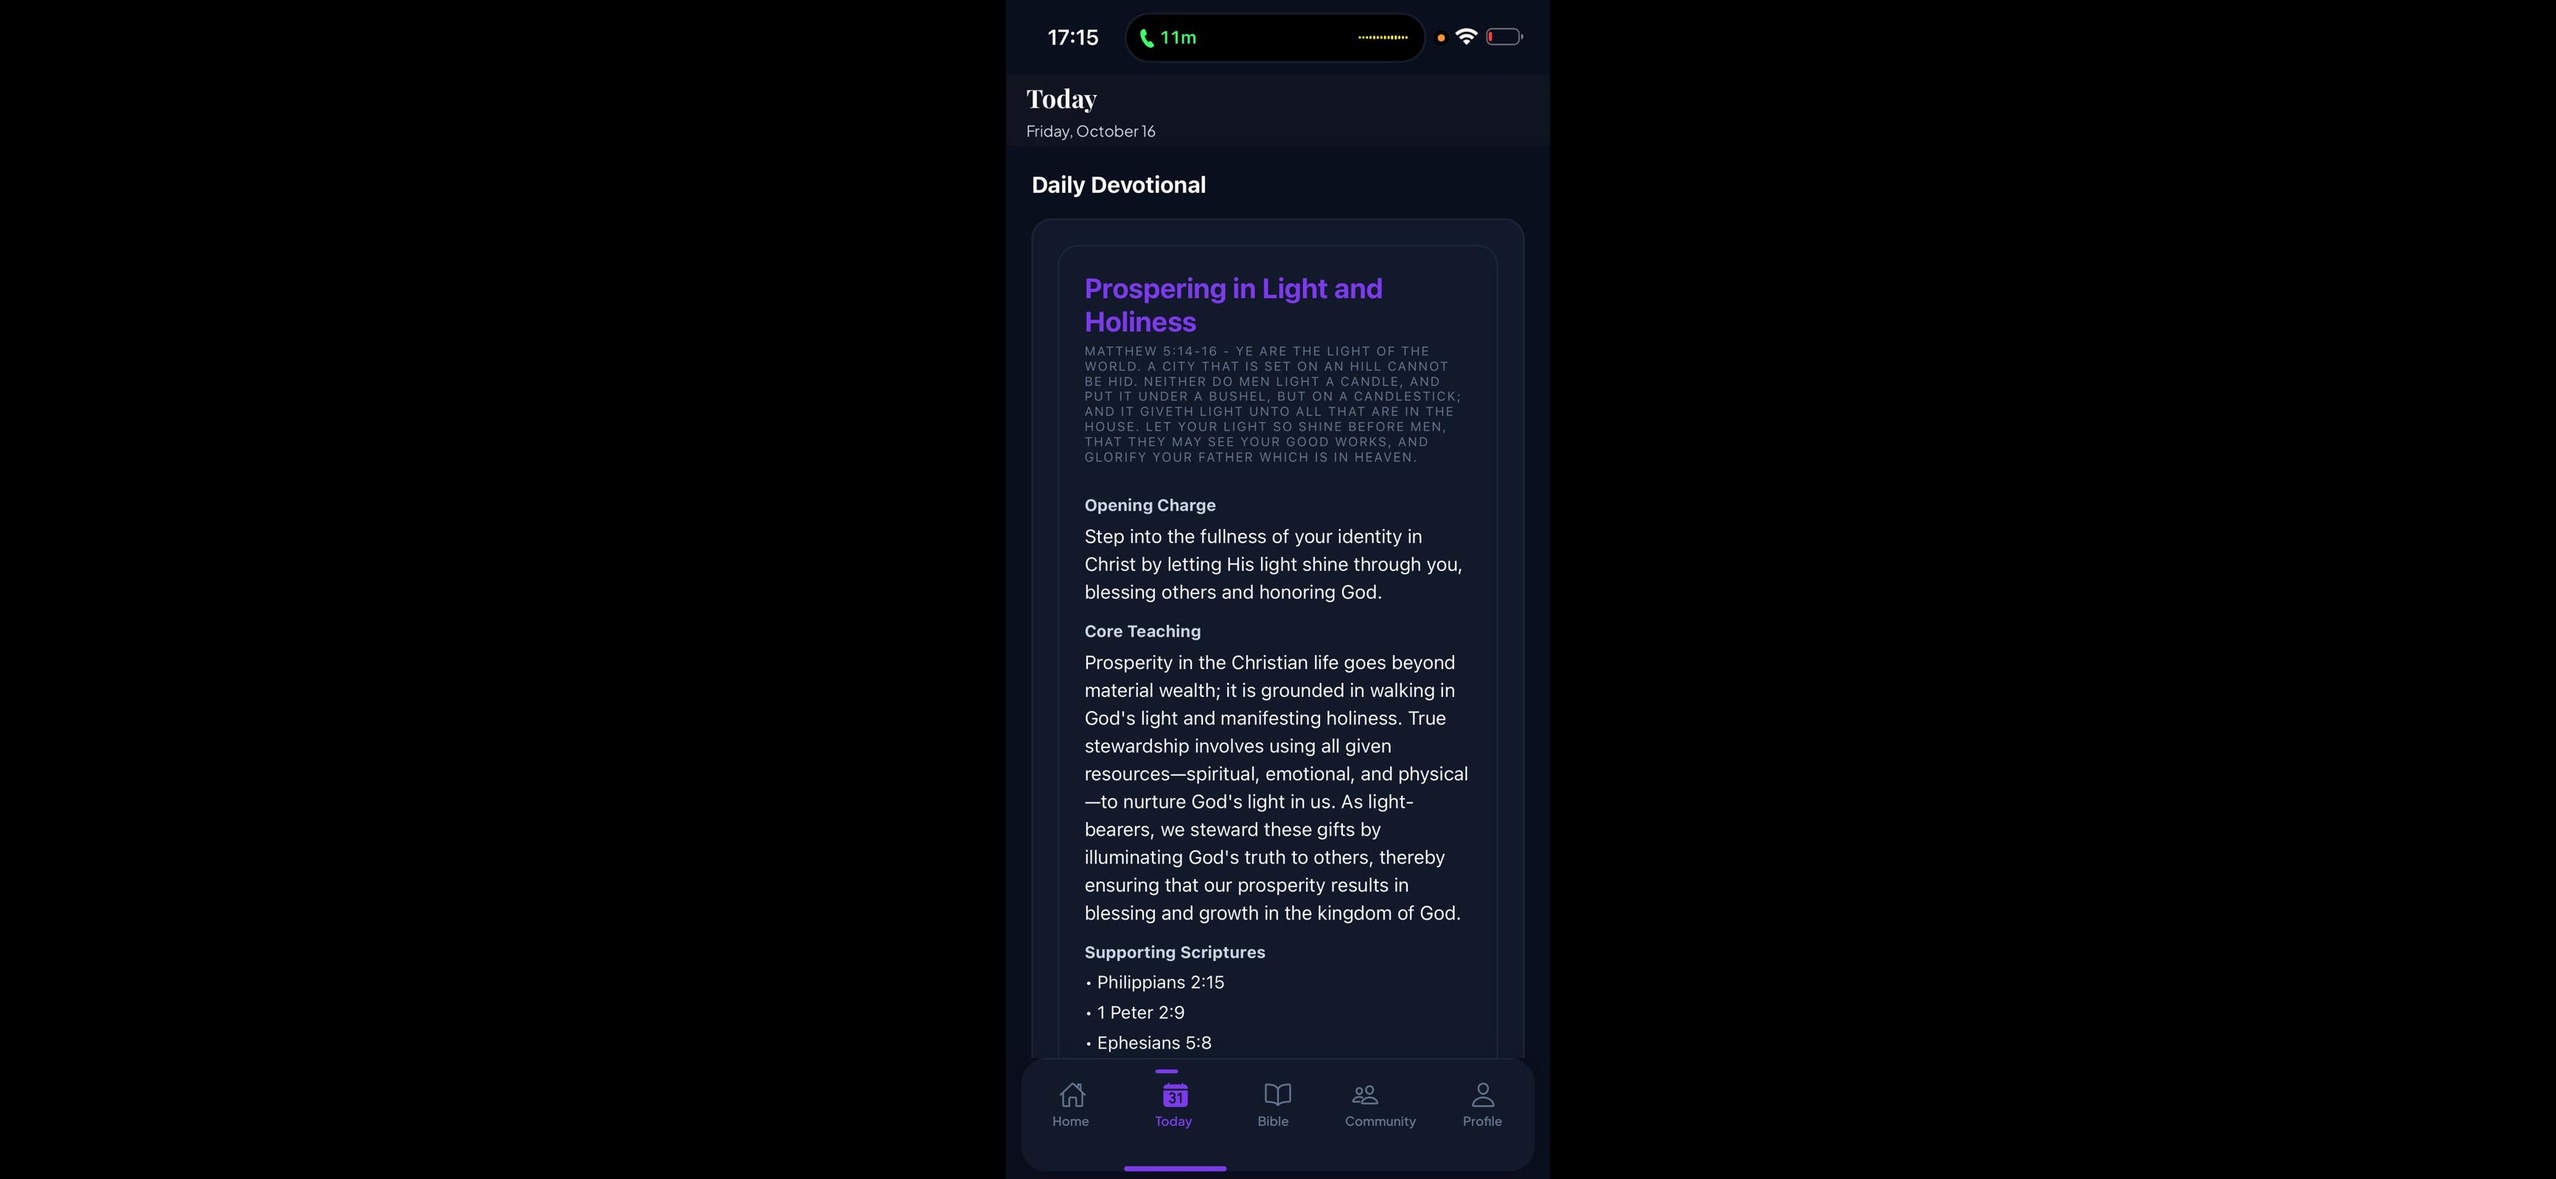 17:15
11m
Today
Friday, October 16
Daily Devotional
Prospering in Light and
Holiness
MATTHEW 5:14-16 - YE ARE THE LIGHT OF THE
WORLD. A CITY THAT IS SET ON AN HILL CANNOT
BE HID. NEITHER DO MEN LIGHT A CANDLE, AND
PUT IT UNDER A BUSHEL, BUT ON A CANDLESTICK;
AND IT GIVETH LIGHT UNTO ALL THAT ARE IN THE
HOUSE. LET YOUR LIGHT SO SHINE BEFORE MEN,
THAT THEY MAY SEE YOUR GOOD WORKS, AND
GLORIFY YOUR FATHER WHICH IS IN HEAVEN.
Opening Charge
Step into the fullness of your identity in
Christ by letting His light shine through you,
blessing others and honoring God.
Core Teaching
Prosperity in the Christian life goes beyond
material wealth; it is grounded in walking in
God's light and manifesting holiness. True
stewardship involves using all given
resources—spiritual, emotional, and physical
—to nurture God's light in us. As light-
bearers, we steward these gifts by
illuminating God's truth to others, thereby
ensuring that our prosperity results in
blessing and growth in the kingdom of God.
Supporting Scriptures
• Philippians 2:15
• 1 Peter 2:9
• Ephesians 5:8
31
Home
Today
Bible
Community
Profile